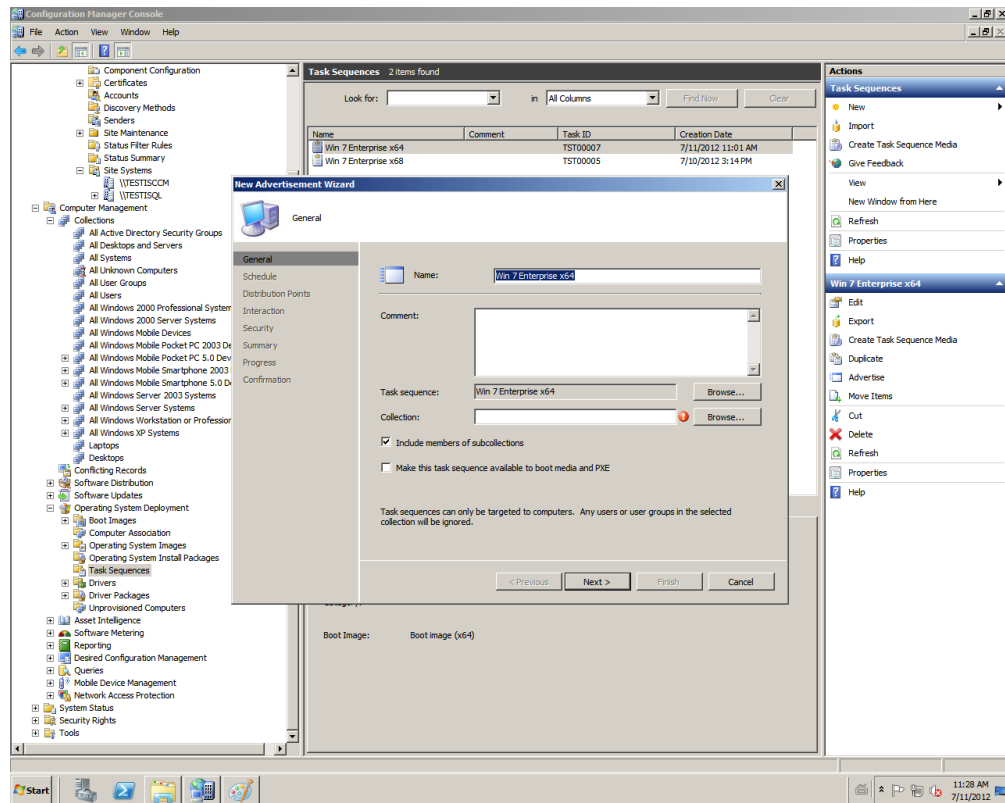 Configuration Manager Console
File Action View Window Help
Component Configuration
Certificates
Accounts
Discovery Methods
Senders
Site Maintenance
Status Filter Rules
Status Summary
Site Systems
\\TESTISCCM
\\TESTISQL
Computer Management
Collections
All Active Directory Security Groups
All Desktops and Servers
All Systems
All Unknown Computers
All User Groups
All Users
All Windows 2000 Professional System
All Windows 2000 Server Systems
All Windows Mobile Devices
All Windows Mobile Pocket PC 2003 De
All Windows Mobile Pocket PC 5.0 Dev
All Windows Mobile Smartphone 2003
All Windows Mobile Smartphone 5.0 D
All Windows Server 2003 Systems
All Windows Server Systems
All Windows Workstation or Profession
All Windows XP Systems
Laptops
Desktops
Conflicting Records
Software Distribution
Software Updates
Operating System Deployment
Boot Images
Computer Association
Operating System Images
Operating System Install Packages
Task Sequences
Drivers
Driver Packages
Unprovisioned Computers
Asset Intelligence
Software Metering
Reporting
Desired Configuration Management
Queries
Mobile Device Management
Network Access Protection
System Status
Security Rights
Tools
Task Sequences 2 items found
Look for: in All Columns Find Now Clear
Name Comment Task ID Creation Date
Win 7 Enterprise x64 TST00007 7/11/2012 11:01 AM
Win 7 Enterprise x68 TST00005 7/10/2012 3:14 PM
New Advertisement Wizard
General
General
Schedule
Distribution Points
Interaction
Security
Summary
Progress
Confirmation
Name: Win 7 Enterprise x64
Comment:
Task sequence: Win 7 Enterprise x64 Browse...
Collection: Browse...
Include members of subcollections
Make this task sequence available to boot media and PXE
Task sequences can only be targeted to computers. Any users or user groups in the selected
collection will be ignored.
< Previous Next > Finish Cancel
Boot Image: Boot image (x64)
Actions
Task Sequences
New
Import
Create Task Sequence Media
Give Feedback
View
New Window from Here
Refresh
Properties
Help
Win 7 Enterprise x64
Edit
Export
Create Task Sequence Media
Duplicate
Advertise
Move Items
Cut
Delete
Refresh
Properties
Help
Start
11:28 AM
7/11/2012